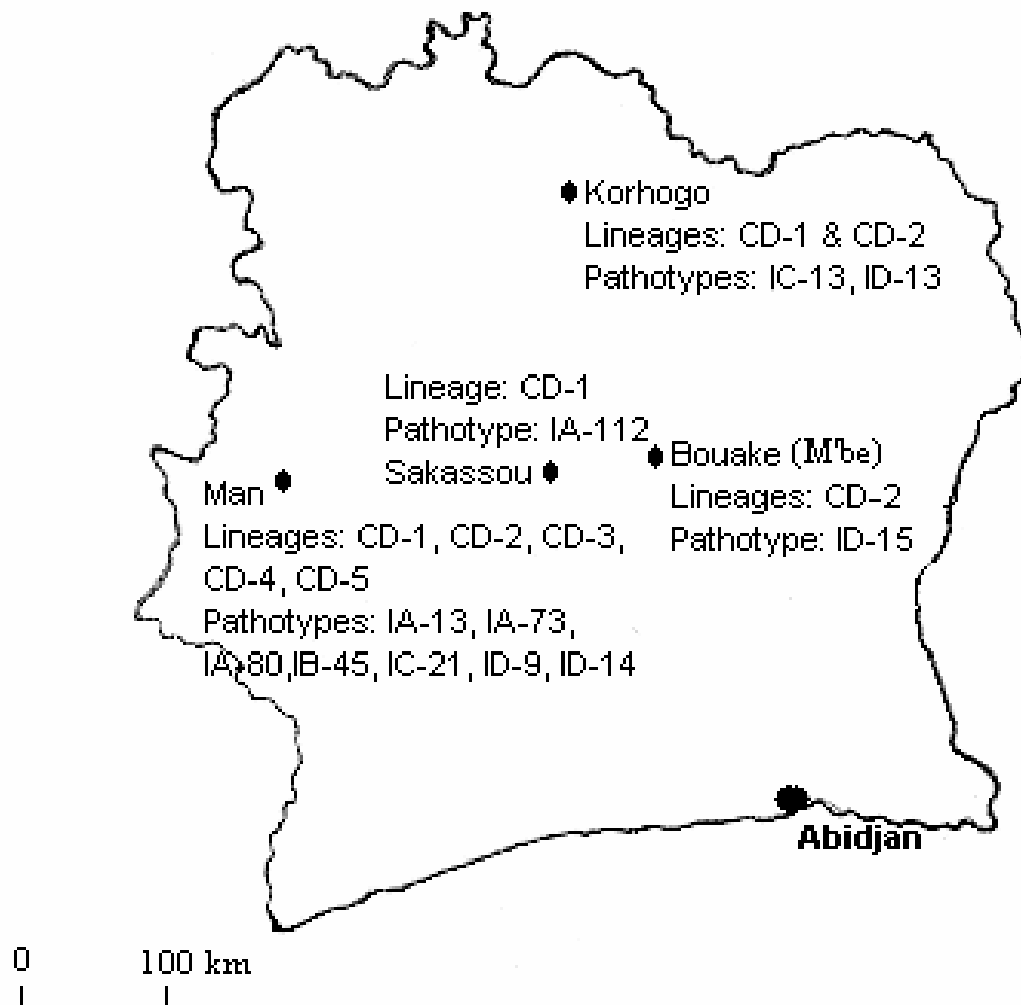 Korhogo
Lineages: CD-1 & CD-2
Pathotypes: IC-13, ID-13
Lineage: CD-1
Pathotype: IA-112
Sakassou
Bouake (M'be)
Lineages: CD-2
Pathotype: ID-15
Man
Lineages: CD-1, CD-2, CD-3,
CD-4, CD-5
Pathotypes: IA-13, IA-73,
IA-80,IB-45, IC-21, ID-9, ID-14
Abidjan
0 100 km